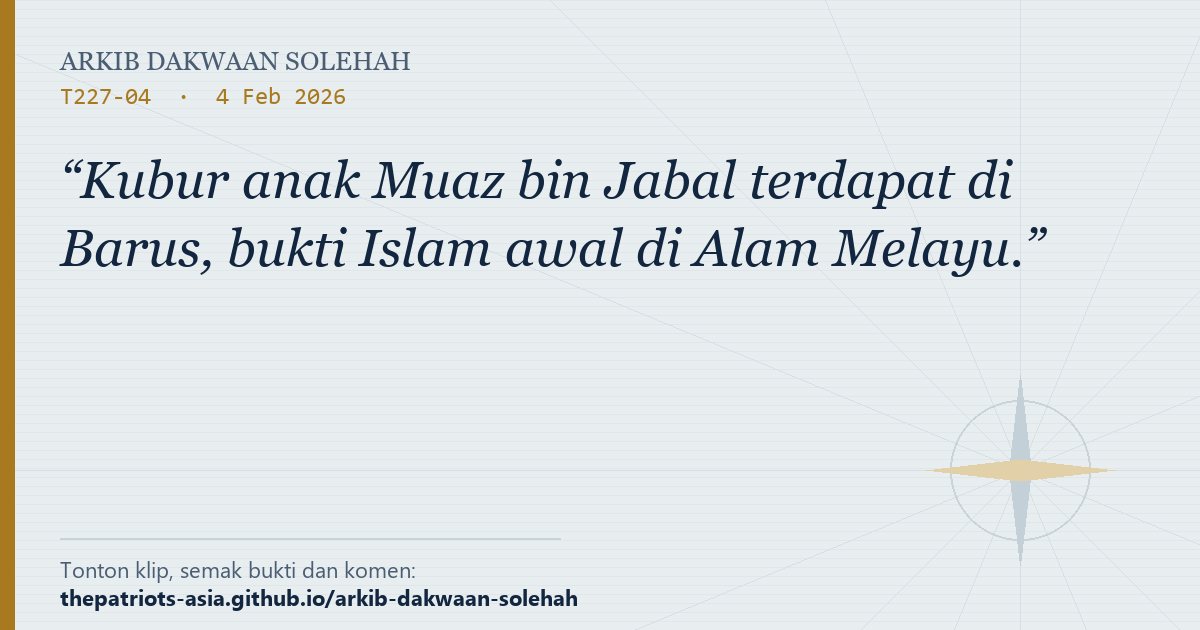 ARKIB DAKWAAN SOLEHAH
T227-04 · 4 Feb 2026
“Kubur anak Muaz bin Jabal terdapat di
Barus, bukti Islam awal di Alam Melayu.”
Tonton klip, semak bukti dan komen:
thepatriots-asia.github.io/arkib-dakwaan-solehah